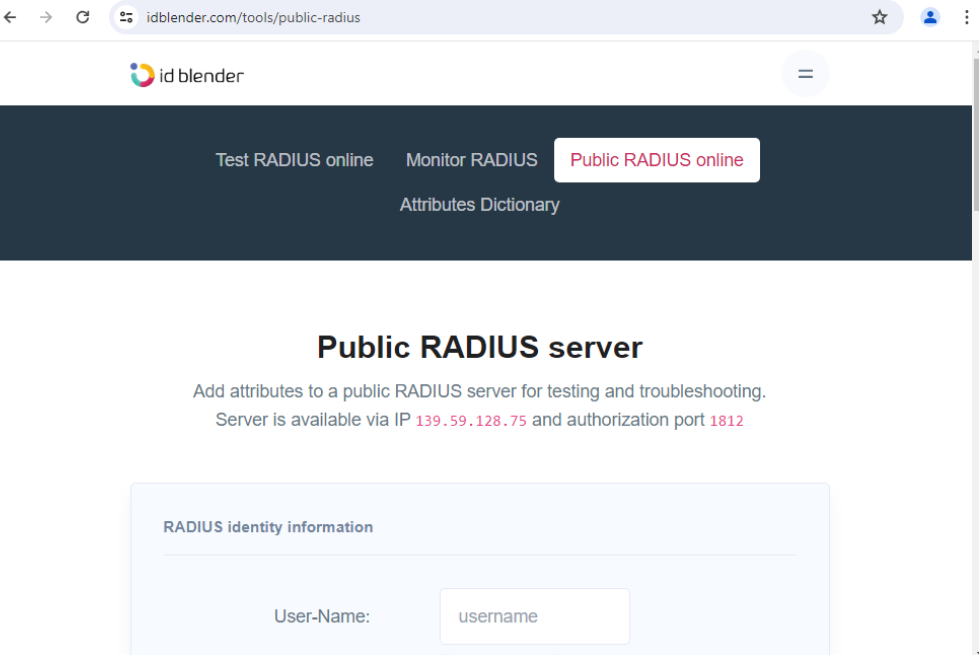 idblender.com/tools/public-radius
id blender
Test RADIUS online Monitor RADIUS Public RADIUS online
Attributes Dictionary
Public RADIUS server
Add attributes to a public RADIUS server for testing and troubleshooting.
Server is available via IP 139.59.128.75 and authorization port 1812
RADIUS identity information
User-Name: username